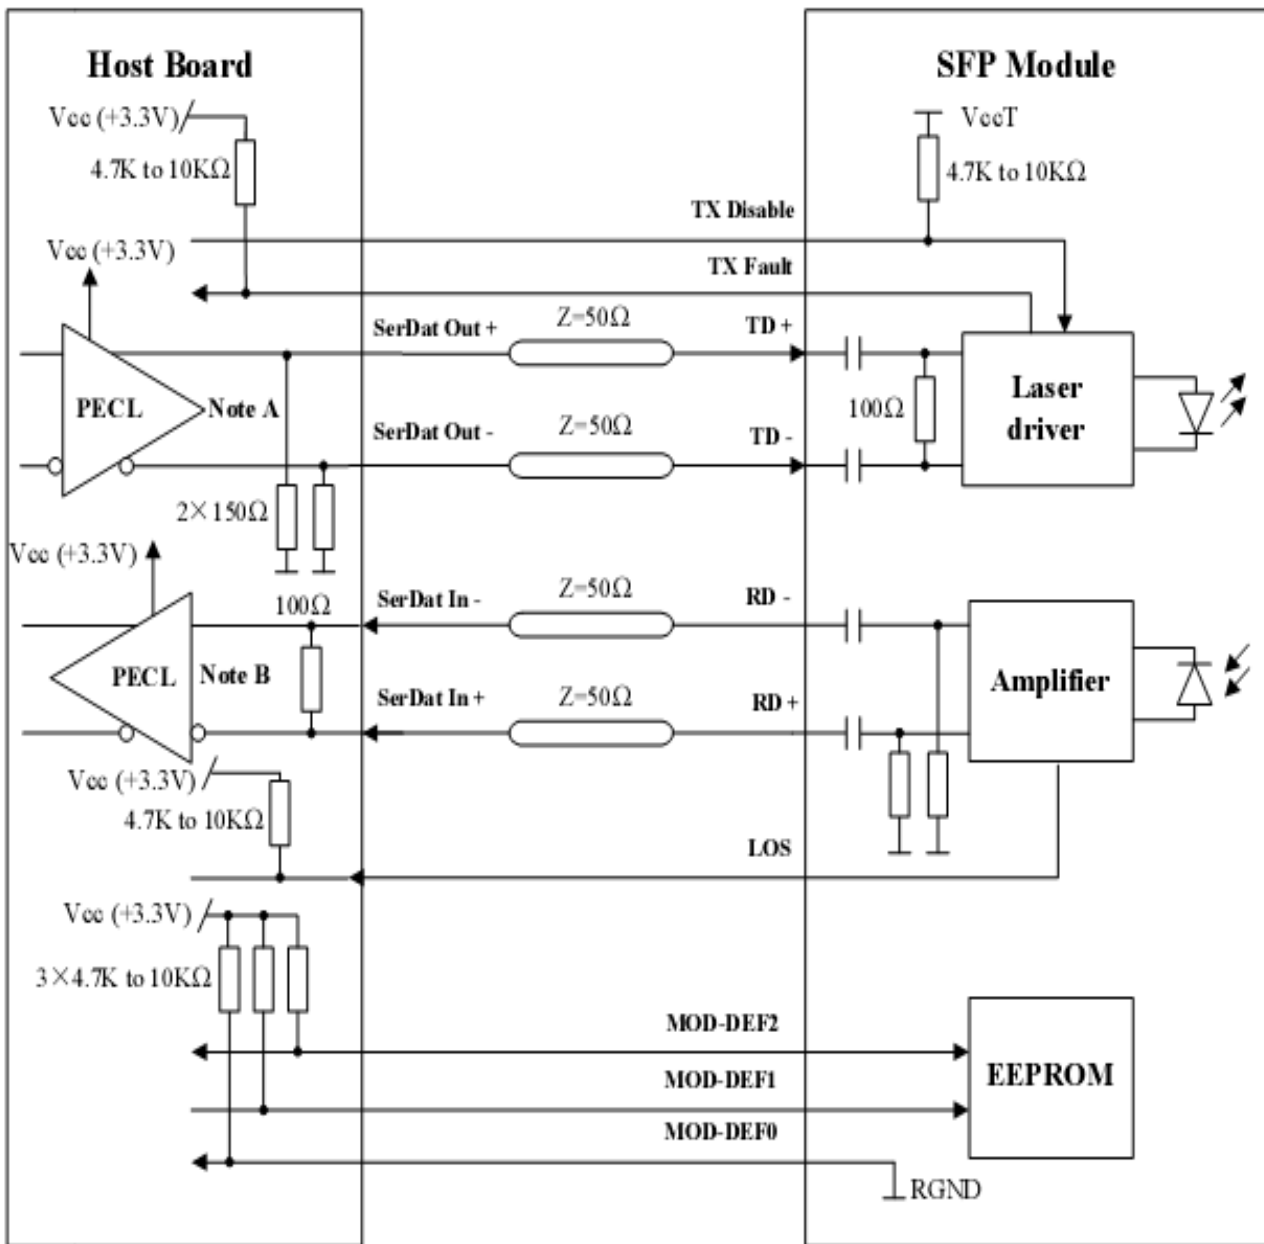 Host Board
SFP Module
Vcc (+3.3V)
VccT
4.7K to 10KΩ
4.7K to 10KΩ
TX Disable
Vcc (+3.3V)
TX Fault
SerDat Out +
Z=50Ω
TD +
PECL
Note A
100Ω
Laser
driver
SerDat Out -
Z=50Ω
TD -
2×150Ω
Vcc (+3.3V)
100Ω
SerDat In -
Z=50Ω
RD -
PECL
Note B
SerDat In +
Z=50Ω
RD +
Amplifier
Vcc (+3.3V)
4.7K to 10KΩ
LOS
Vcc (+3.3V)
3×4.7K to 10KΩ
MOD-DEF2
MOD-DEF1
EEPROM
MOD-DEF0
RGND